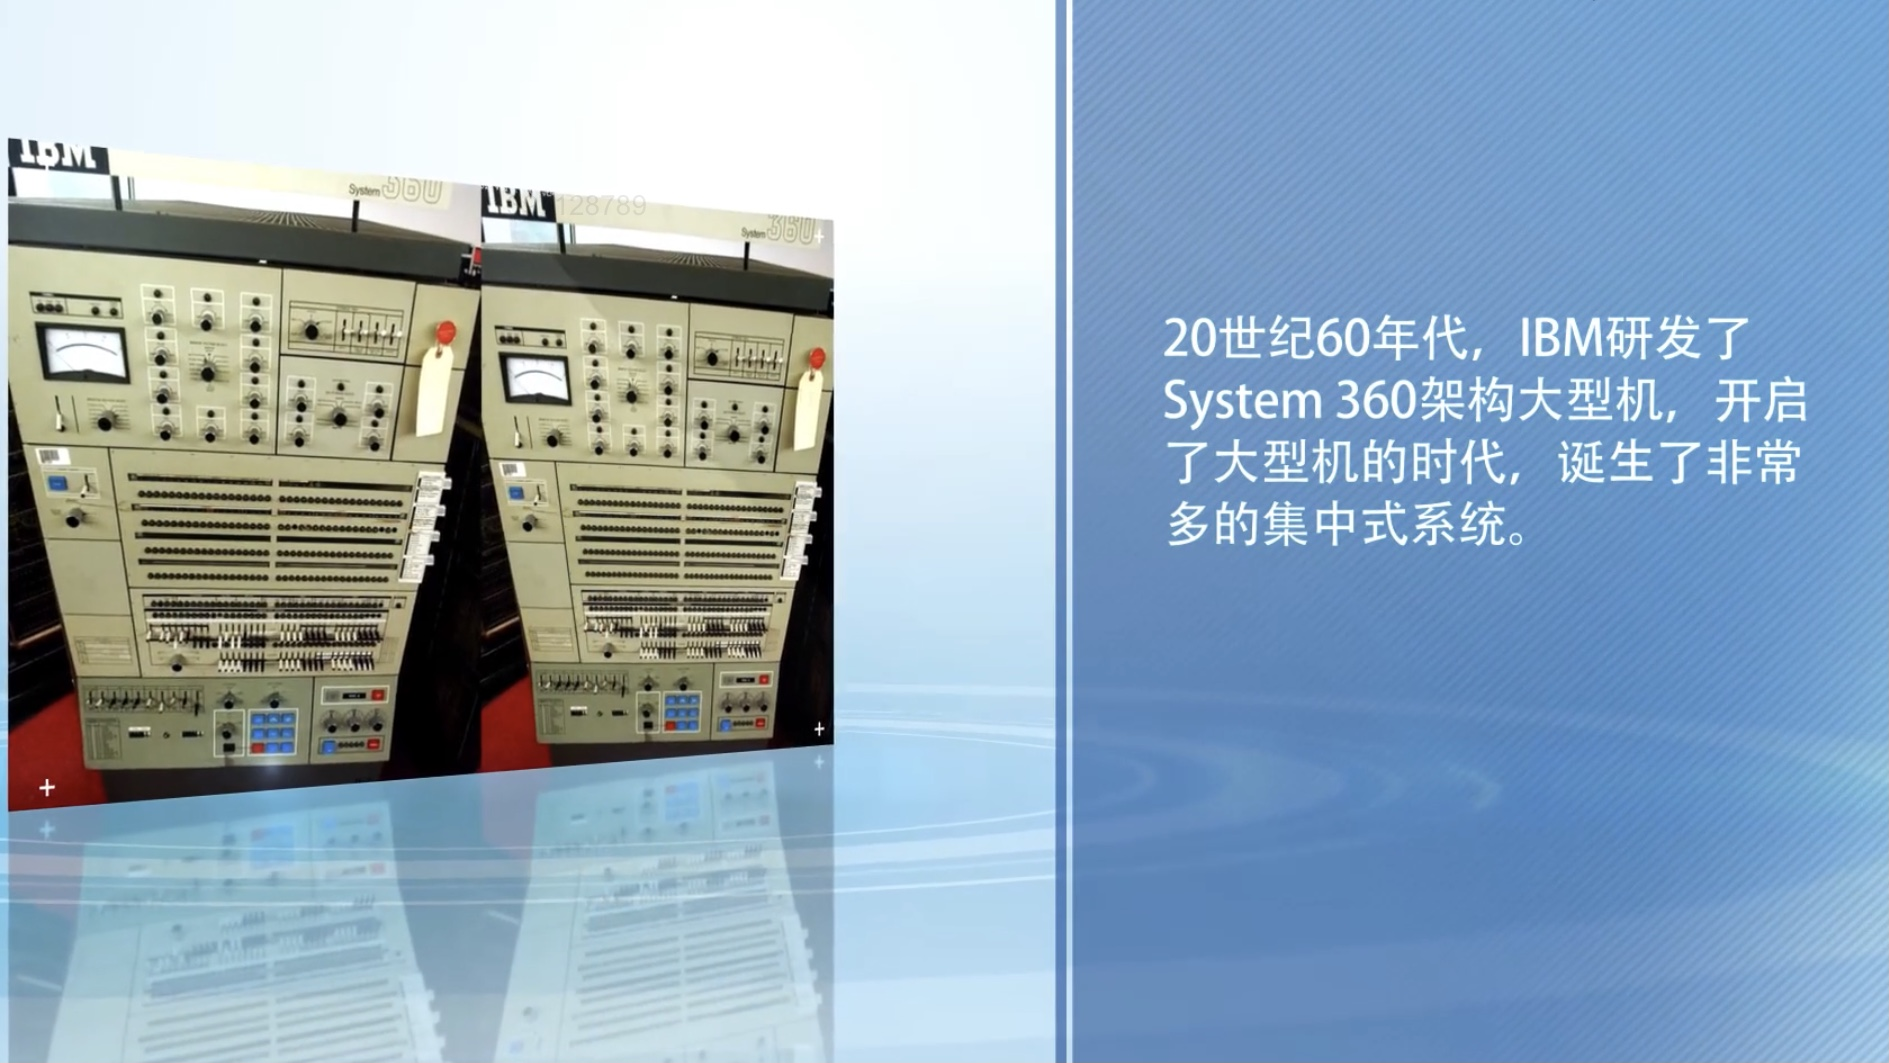 IBM
System 360
IBM
128789
System 360
20世纪60年代，IBM研发了
System 360架构大型机，开启
了大型机的时代，诞生了非常
多的集中式系统。